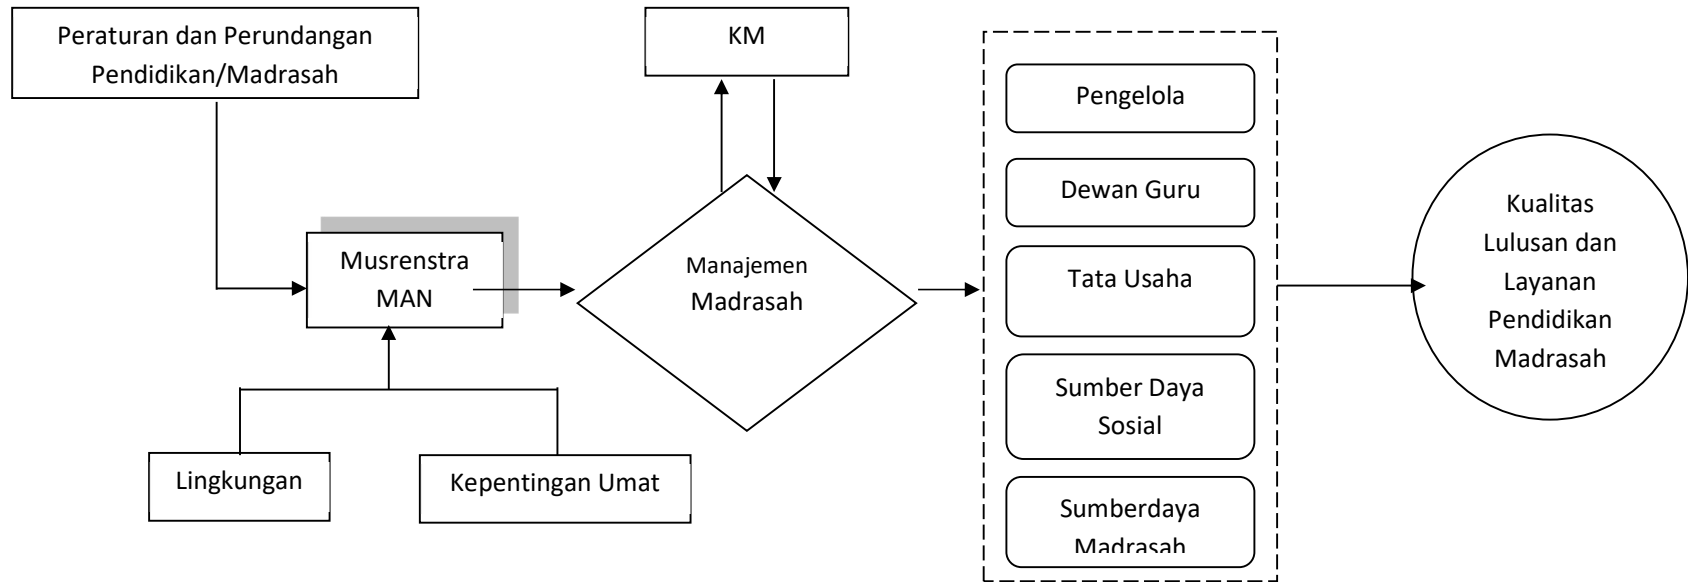 Peraturan dan Perundangan
Pendidikan/Madrasah
KM
Musrenstra
MAN
Lingkungan
Kepentingan Umat
Manajemen
Madrasah
Pengelola
Dewan Guru
Tata Usaha
Sumber Daya
Sosial
Sumberdaya
Madrasah
Kualitas
Lulusan dan
Layanan
Pendidikan
Madrasah